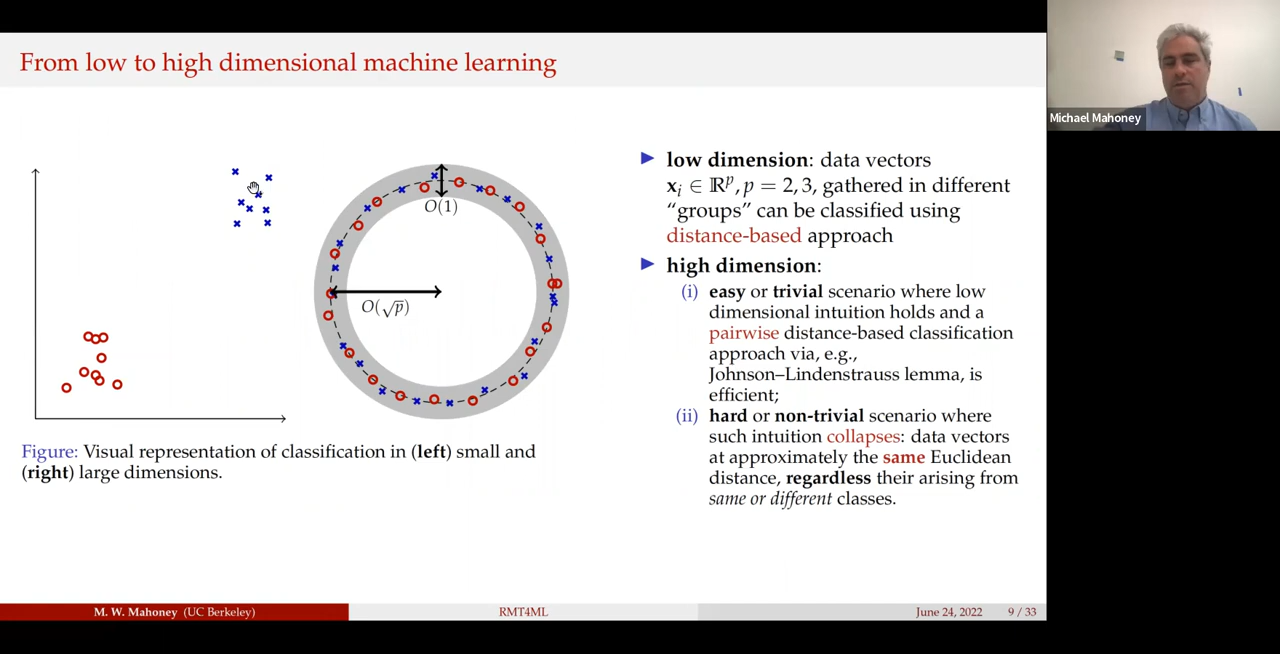 From low to high dimensional machine learning
Michael Mahoney
O(1)
O(√p)
▶ low dimension: data vectors
xᵢ ∈ ℝᵖ, p = 2, 3, gathered in different
“groups” can be classified using
distance-based approach
▶ high dimension:
(i) easy or trivial scenario where low
dimensional intuition holds and a
pairwise distance-based classification
approach via, e.g.,
Johnson–Lindenstrauss lemma, is
efficient;
(ii) hard or non-trivial scenario where
such intuition collapses: data vectors
at approximately the same Euclidean
distance, regardless their arising from
same or different classes.
Figure: Visual representation of classification in (left) small and
(right) large dimensions.
M. W. Mahoney (UC Berkeley) RMT4ML June 24, 2022 9 / 33